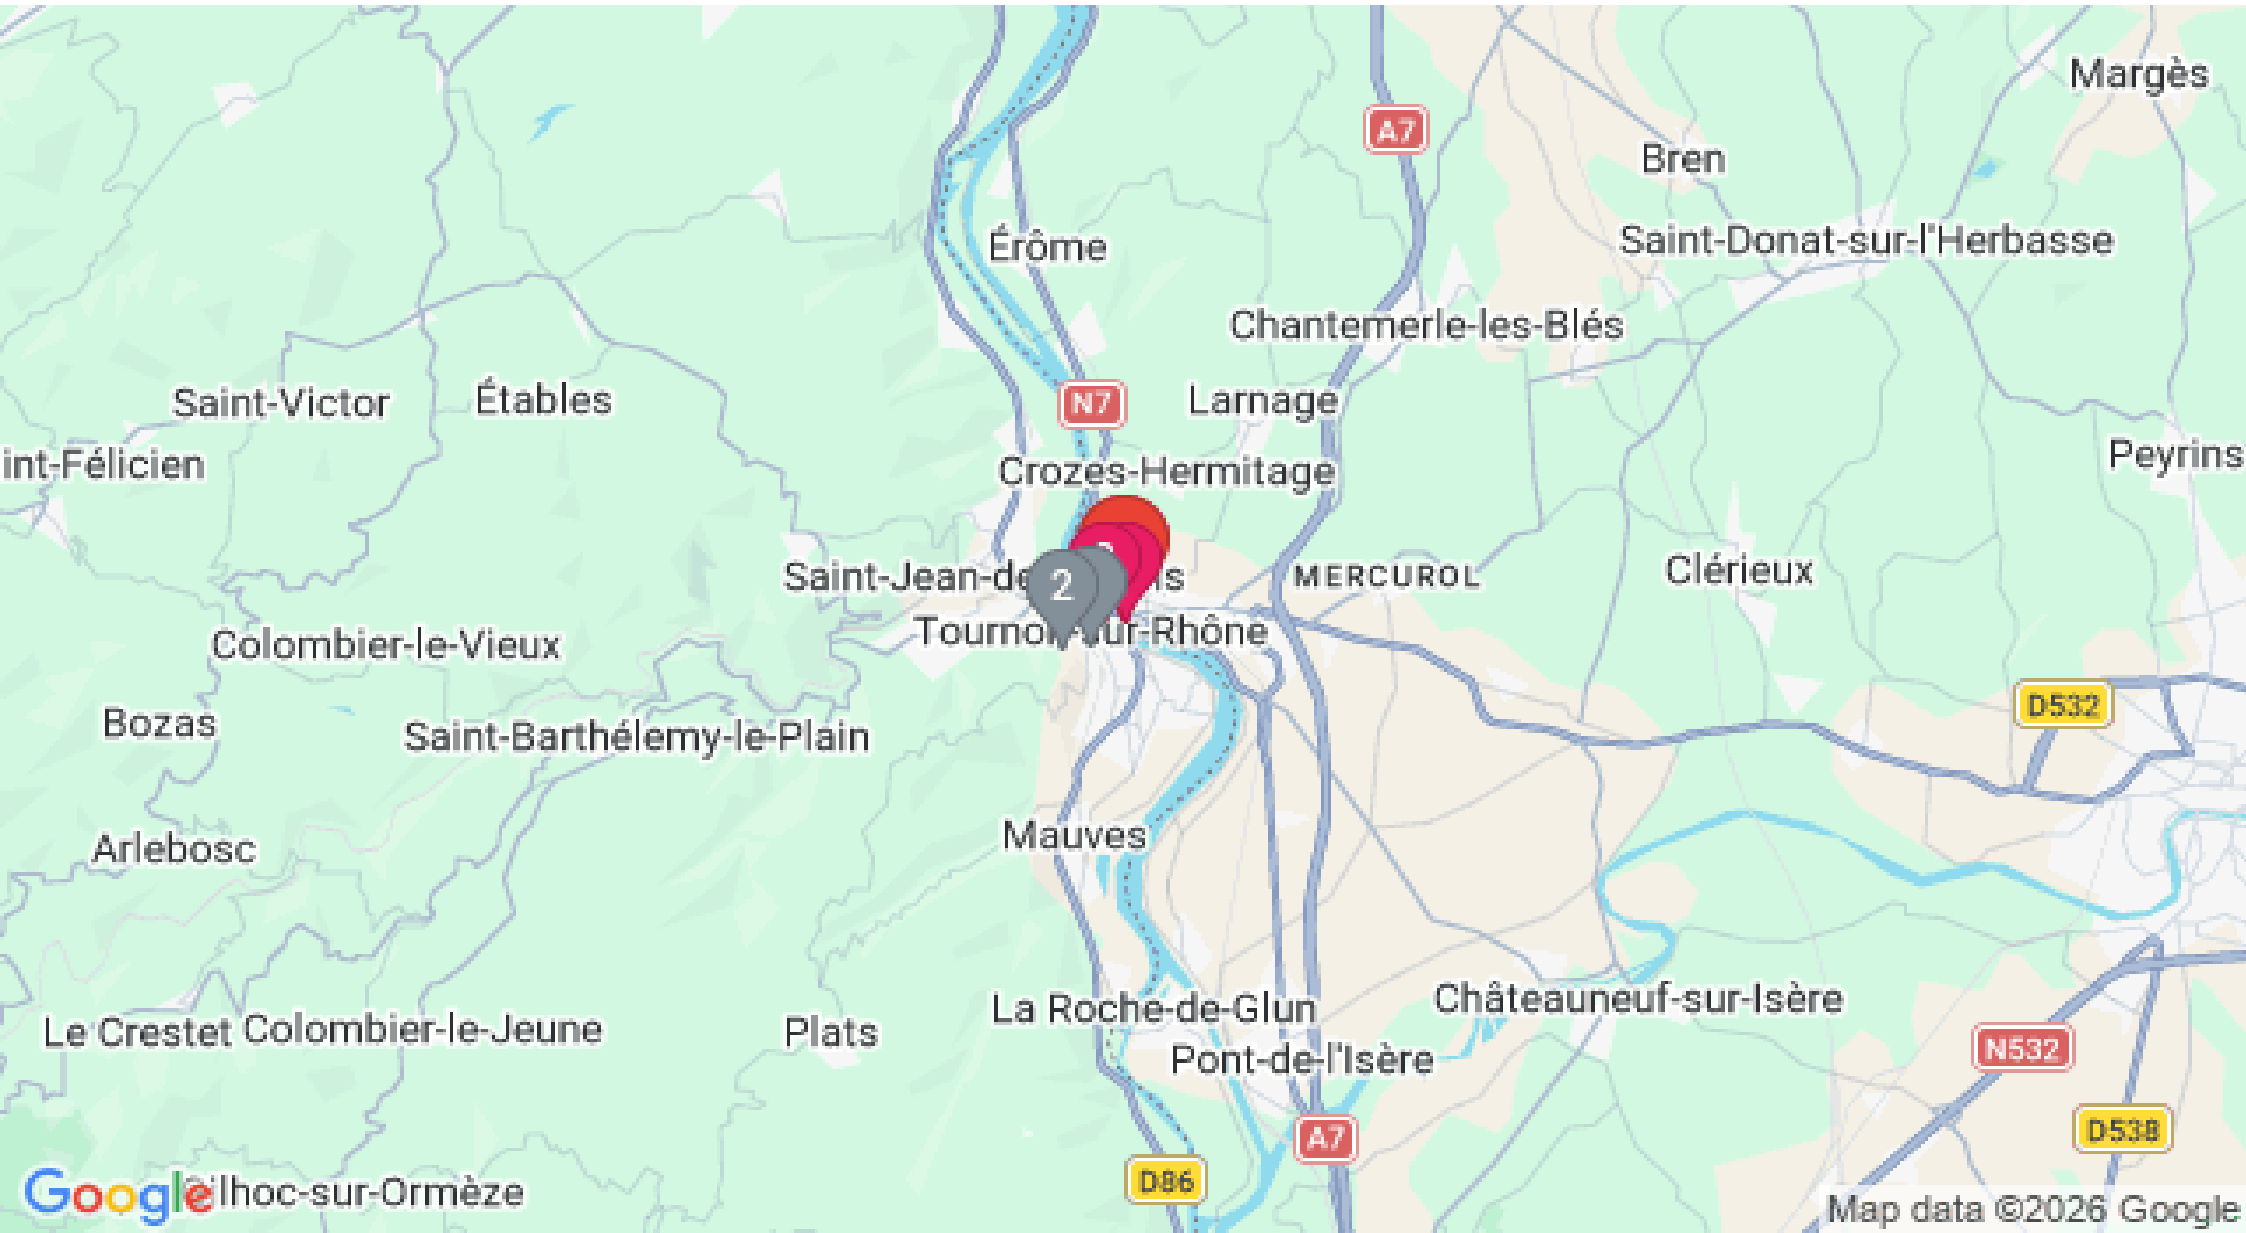 Margès
A7
Bren
Saint-Donat-sur-l'Herbasse
Érôme
Chantemerle-les-Blés
Saint-Victor
Étables
N7
Larnage
int-Félicien
Crozes-Hermitage
Peyrins
Saint-Jean-de
ls
2
MERCUROL
Clérieux
Colombier-le-Vieux
Tournon-sur-Rhône
D532
Bozas
Saint-Barthélemy-le-Plain
Mauves
Arlebosc
Châteauneuf-sur-Isère
La Roche-de-Glun
Le Crestet
Colombier-le-Jeune
Plats
N532
Pont-de-l'Isère
D538
A7
D86
Google
ilhoc-sur-Ormèze
Map data ©2026 Google